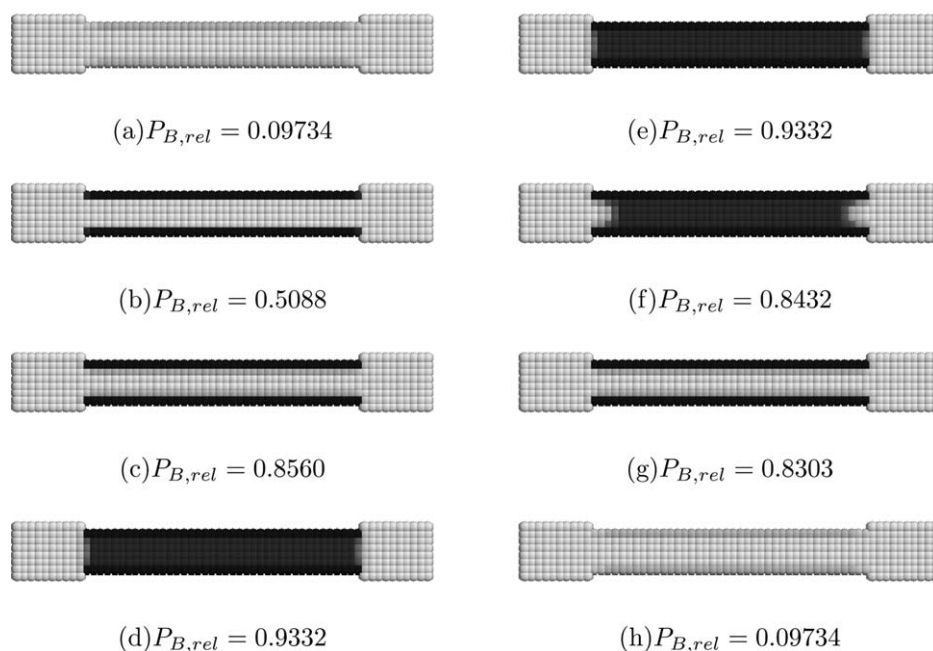 (a)P_{B,rel} = 0.09734
(e)P_{B,rel} = 0.9332
(b)P_{B,rel} = 0.5088
(f)P_{B,rel} = 0.8432
(c)P_{B,rel} = 0.8560
(g)P_{B,rel} = 0.8303
(d)P_{B,rel} = 0.9332
(h)P_{B,rel} = 0.09734